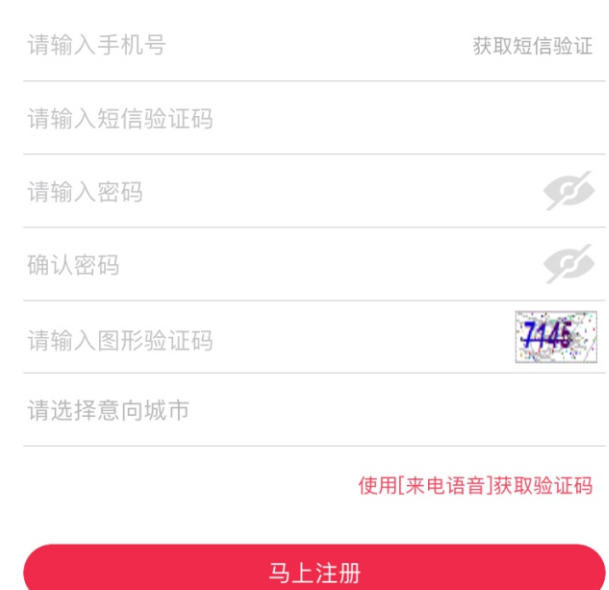 请输入手机号 获取短信验证
请输入短信验证码
请输入密码
确认密码
请输入图形验证码 7145
请选择意向城市
使用[来电语音]获取验证码
马上注册